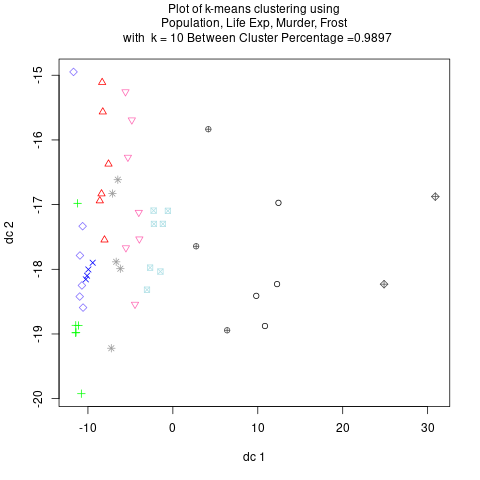 Plot of k-means clustering using
Population, Life Exp, Murder, Frost
with k = 10 Between Cluster Percentage =0.9897
-15
-16
-17
-18
-19
-20
dc 2
-10 0 10 20 30
dc 1